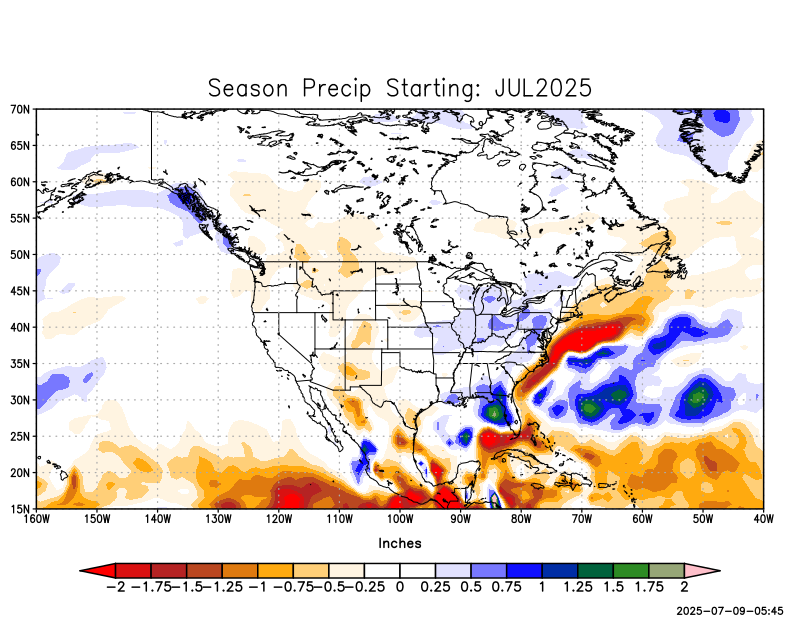 Season Precip Starting: JUL2025
70N
65N
60N
55N
50N
45N
40N
35N
30N
25N
20N
15N
160W 150W 140W 130W 120W 110W 100W 90W 80W 70W 60W 50W 40W
Inches
-2 -1.75-1.5-1.25 -1 -0.75-0.5-0.25 0 0.25 0.5 0.75 1 1.25 1.5 1.75 2
2025-07-09-05:45